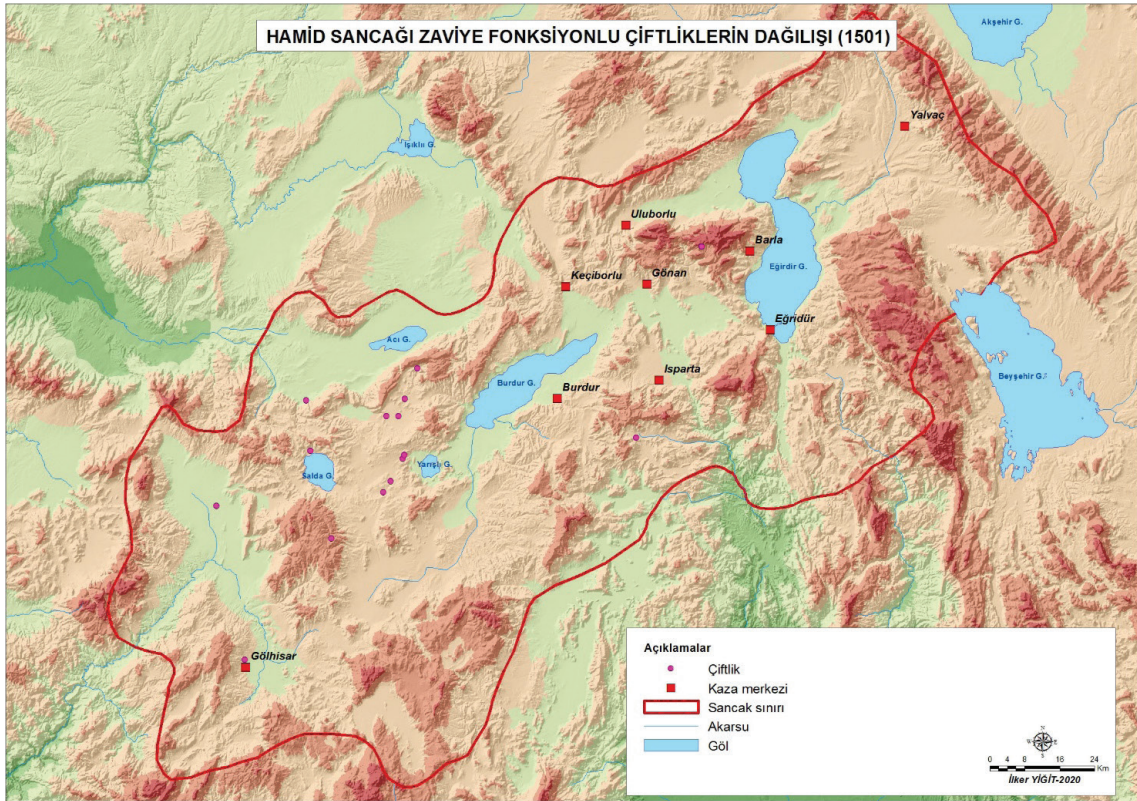 HAMİD SANCAĞI ZAVİYE FONKSİYONLU ÇİFTLİKLERİN DAĞILIŞI (1501)
Akşehir G.
Yalvaç
Işıklı G.
Uluborlu
Barla
Eğirdir G.
Keçiborlu
Gönan
Eğridür
Acı G.
Beyşehir G.
Burdur G.
Isparta
Burdur
Salda G.
Yarışlı G.
Gölhisar
Açıklamalar
Çiftlik
Kaza merkezi
Sancak sınırı
Akarsu
Göl
N
0 4 8 16 24
Km
İlker YİĞİT-2020